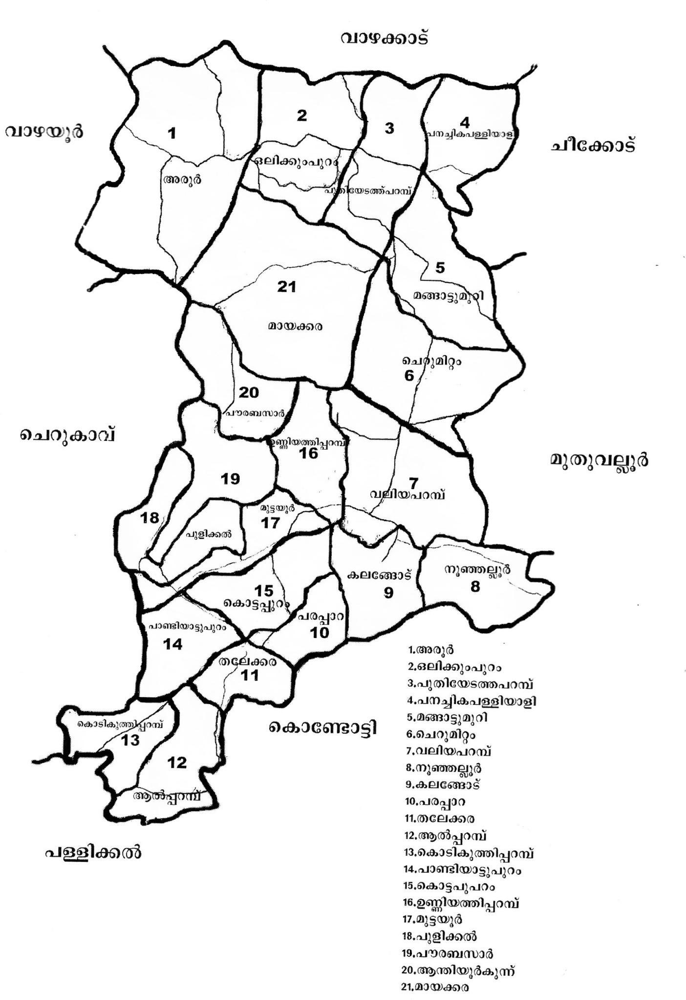 വാഴക്കാട്
2
3
4
1
പനച്ചികപള്ളിയാളി
വാഴയൂർ
ചീക്കോട്
ഒലിക്കുംപുറം
അരൂർ
പുതിയേടത്ത്പറമ്പ്
5
21
മങ്ങാട്ടുമുറി
മായക്കര
ചെറുമിറ്റം
6
20
പൗരബസാർ
ചെറുകാവ്
ഉണ്ണിയത്തിപ്പറമ്പ്
16
മുതുവല്ലൂർ
19
7
വലിയപറമ്പ്
മുട്ടയൂർ
18
17
പുളിക്കൽ
നൂഞ്ഞല്ലൂർ
കലങ്ങോട്
8
15
9
കൊട്ടപ്പുറം
പരപ്പാറ
പാണ്ടിയാട്ടുപുറം
10
14
തലേക്കര
11
കൊടികുത്തിപ്പറമ്പ്
കൊണ്ടോട്ടി
13
12
ആൽപ്പറമ്പ്
പള്ളിക്കൽ
1.അരൂർ
2.ഒലിക്കുംപുറം
3.പുതിയേടത്തപറമ്പ്
4.പനച്ചികപള്ളിയാളി
5.മങ്ങാട്ടുമുറി
6.ചെറുമിറ്റം
7.വലിയപറമ്പ്
8.നുഞ്ഞല്ലൂർ
9.കലങ്ങോട്
10.പരപ്പാറ
11.തലേക്കര
12.ആൽപ്പറമ്പ്
13.കൊടികുത്തിപ്പറമ്പ്
14.പാണ്ടിയാട്ടുപുറം
15.കൊട്ടപുപറം
16.ഉണ്ണിയത്തിപ്പറമ്പ്
17.മുട്ടയൂർ
18.പുളിക്കൽ
19.പൗരബസാർ
20.ആന്തിയൂർകുന്ന്
21.മായക്കര